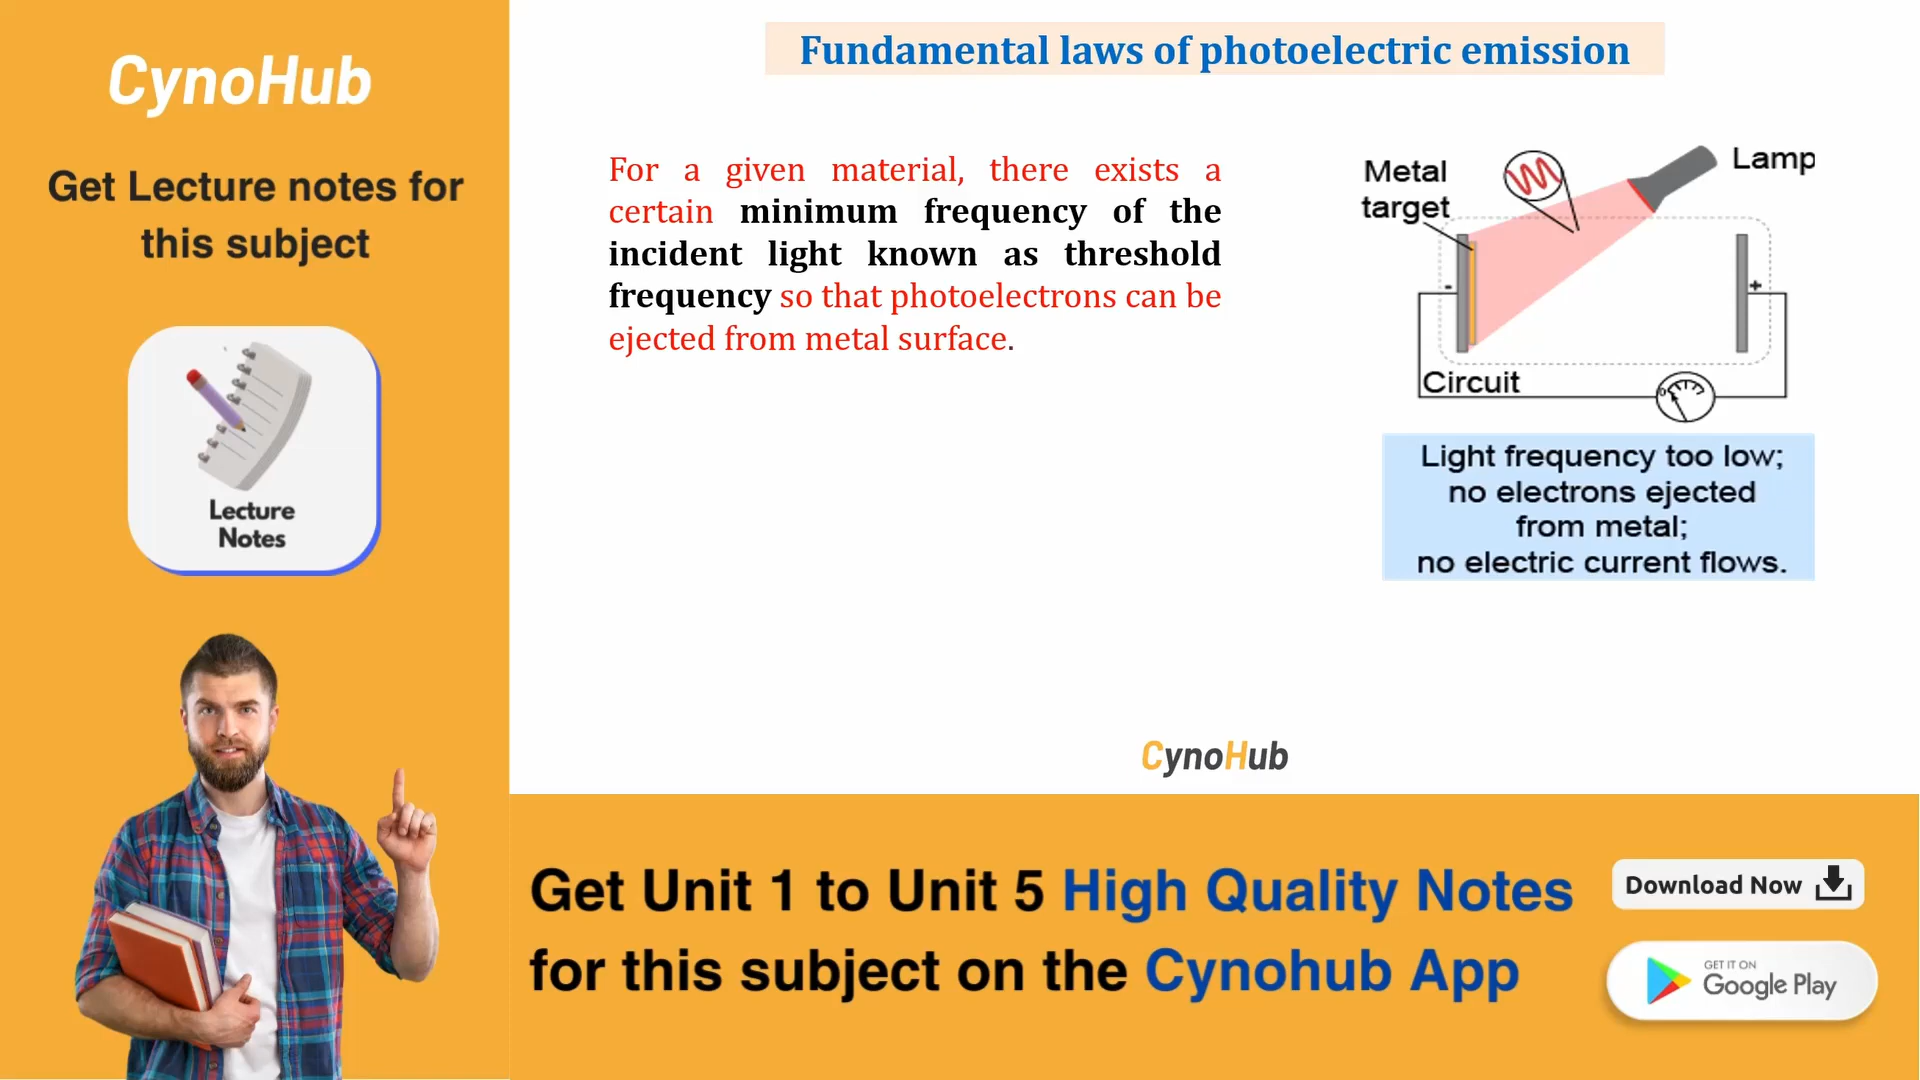 CynoHub
Get Lecture notes for
this subject
Lecture
Notes
Fundamental laws of photoelectric emission
For a given material, there exists a
certain minimum frequency of the
incident light known as threshold
frequency so that photoelectrons can be
ejected from metal surface.
Metal
target
Lamp
-
+
Circuit
0
Light frequency too low;
no electrons ejected
from metal;
no electric current flows.
CynoHub
Get Unit 1 to Unit 5 High Quality Notes
for this subject on the Cynohub App
Download Now
GET IT ON
Google Play